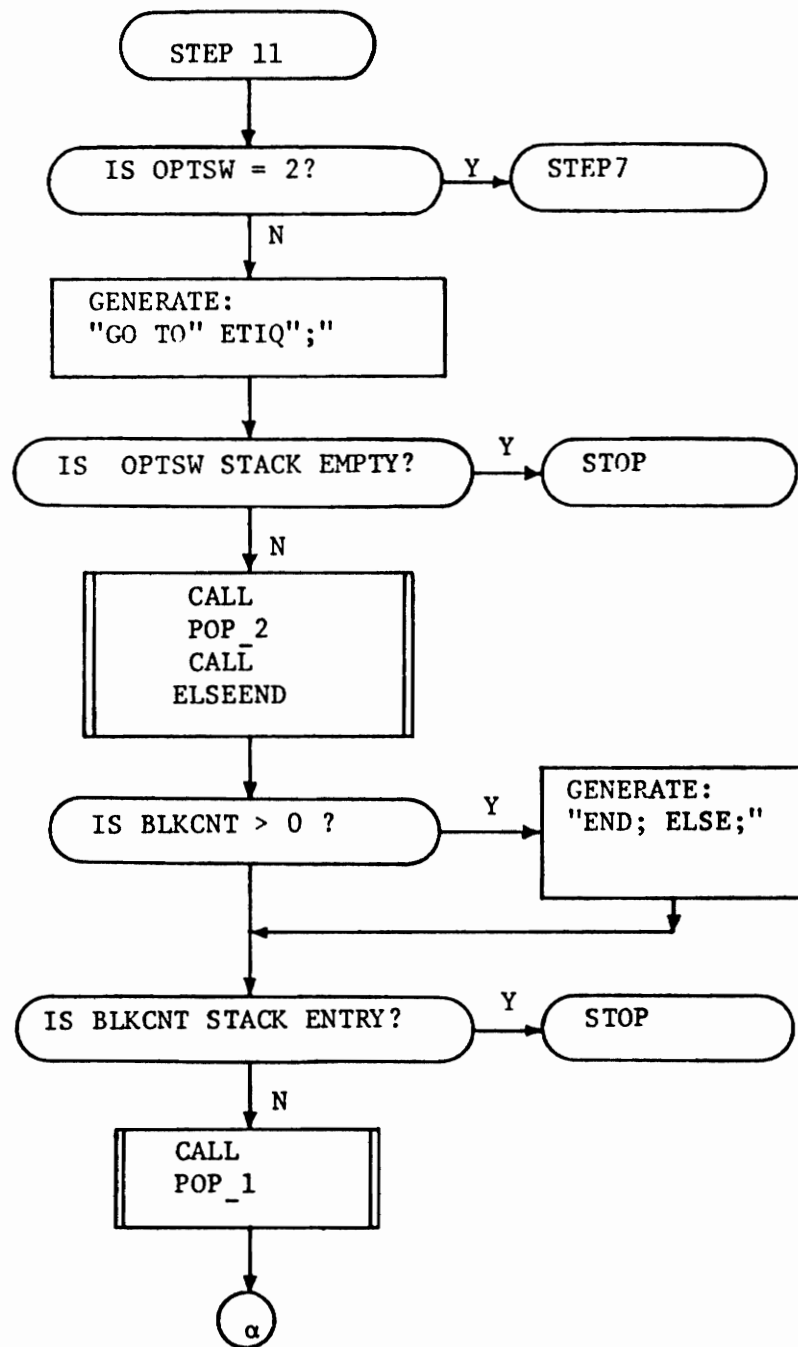 STEP 11
IS OPTSW = 2?
Y
STEP7
N
GENERATE:
"GO TO" ETIQ";"
IS OPTSW STACK EMPTY?
Y
STOP
N
CALL
POP_2
CALL
ELSEEND
IS BLKCNT > 0 ?
Y
GENERATE:
"END; ELSE;"
IS BLKCNT STACK ENTRY?
Y
STOP
N
CALL
POP_1
α